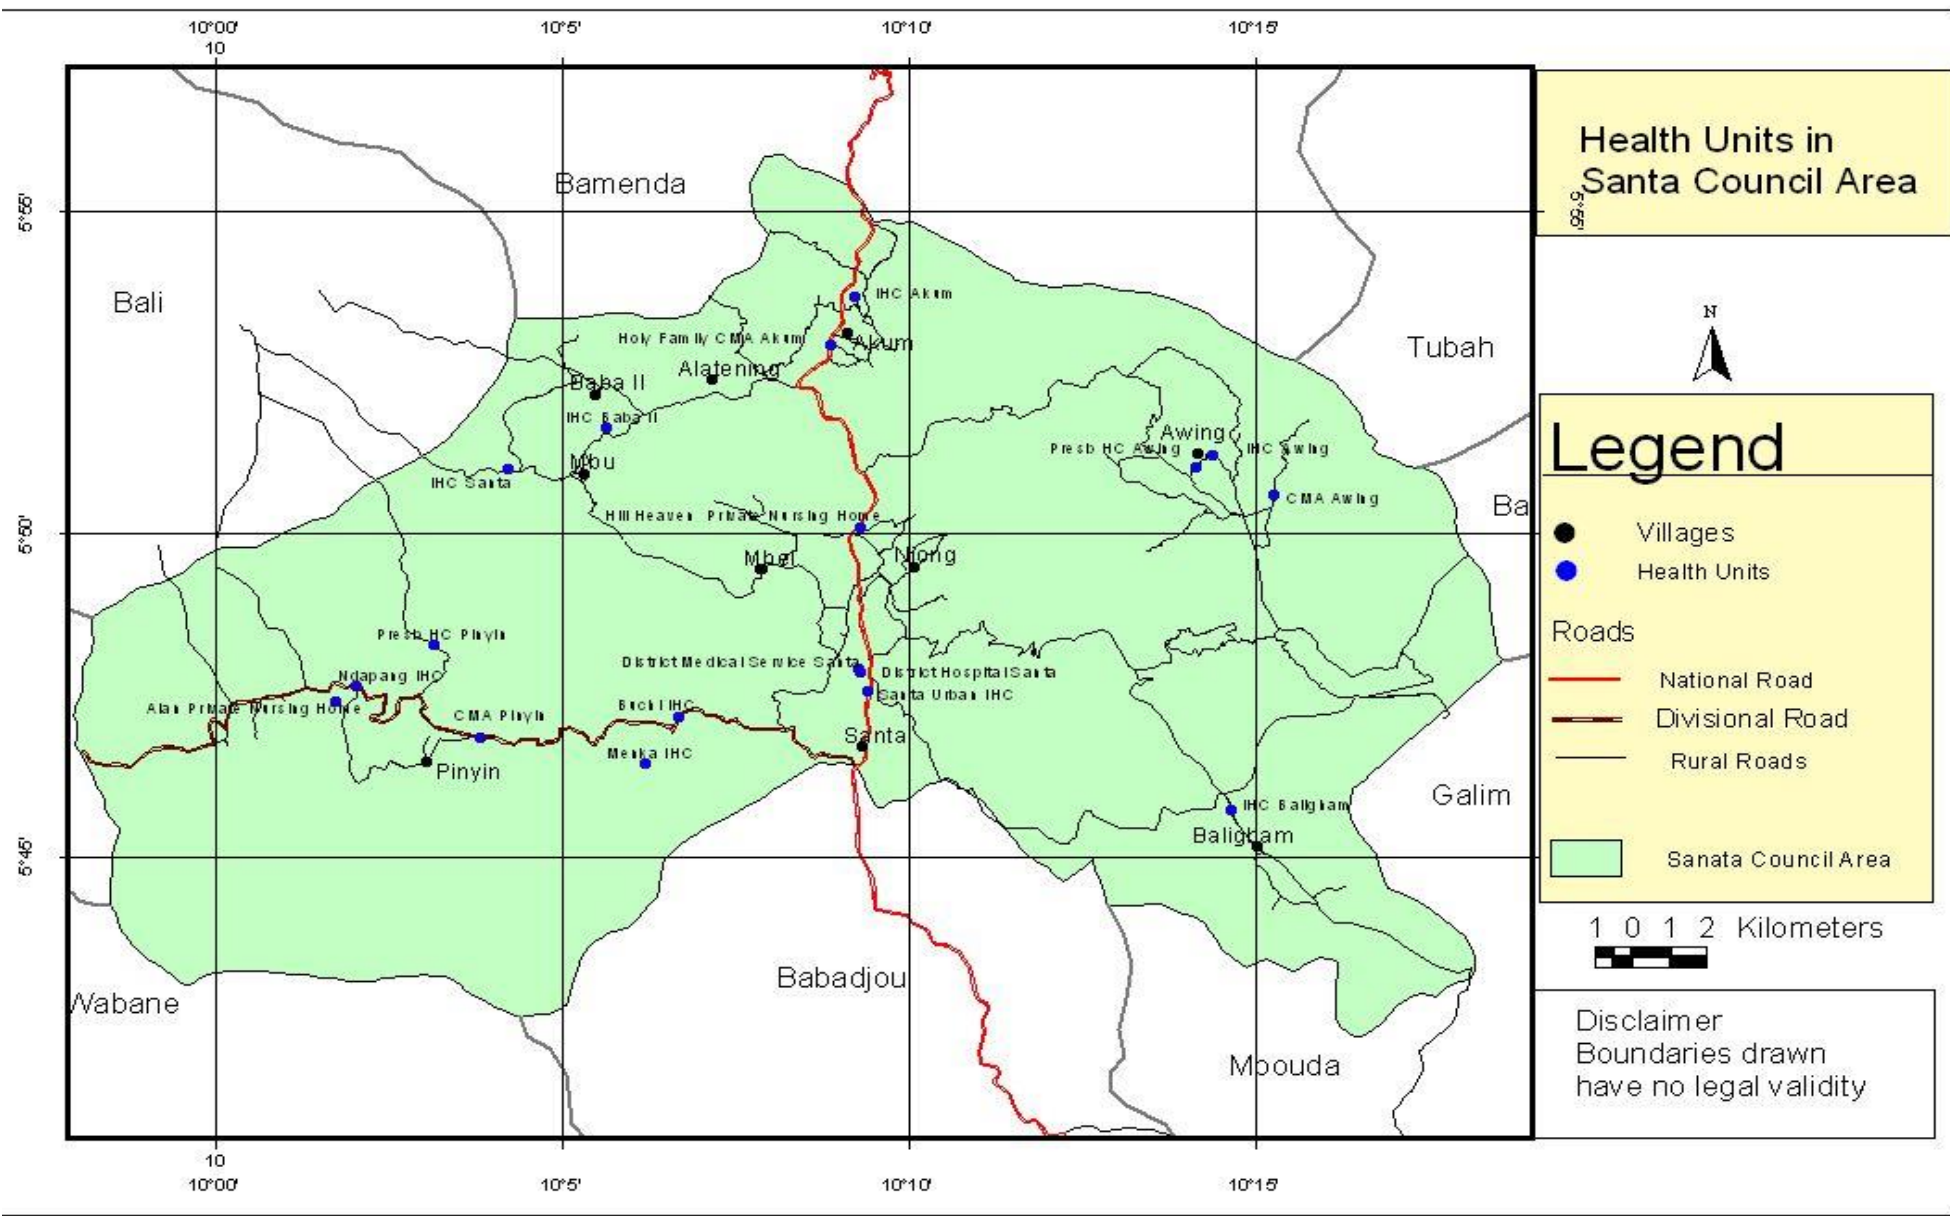 10°00'
10
10°5'
10°10'
10°15'
Health Units in
Santa Council Area
5°55'
5°55'
Bamenda
Bali
IHC Akum
Holy Family CMA Akum
Akum
Tubah
N
Alatening
Baba II
IHC Baba II
Awing
Presb HC Awing
IHC Awing
Mbu
IHC Santa
CMA Awing
Ba
Hill Heaven Private Nursing Home
5°50'
Mbei
Njong
Presb HC Pinyin
District Medical Service Santa
District Hospital Santa
Ndapang IHC
Santa Urban IHC
Alan Private Nursing Home
CMA Pinyin
Buchi IHC
Santa
Menka IHC
Pinyin
Galim
IHC Baligham
Baligham
5°45'
Babadjou
Wabane
Mbouda
Legend
Villages
Health Units
Roads
National Road
Divisional Road
Rural Roads
Sanata Council Area
1 0 1 2 Kilometers
Disclaimer
Boundaries drawn
have no legal validity
10
10°00'
10°5'
10°10'
10°15'